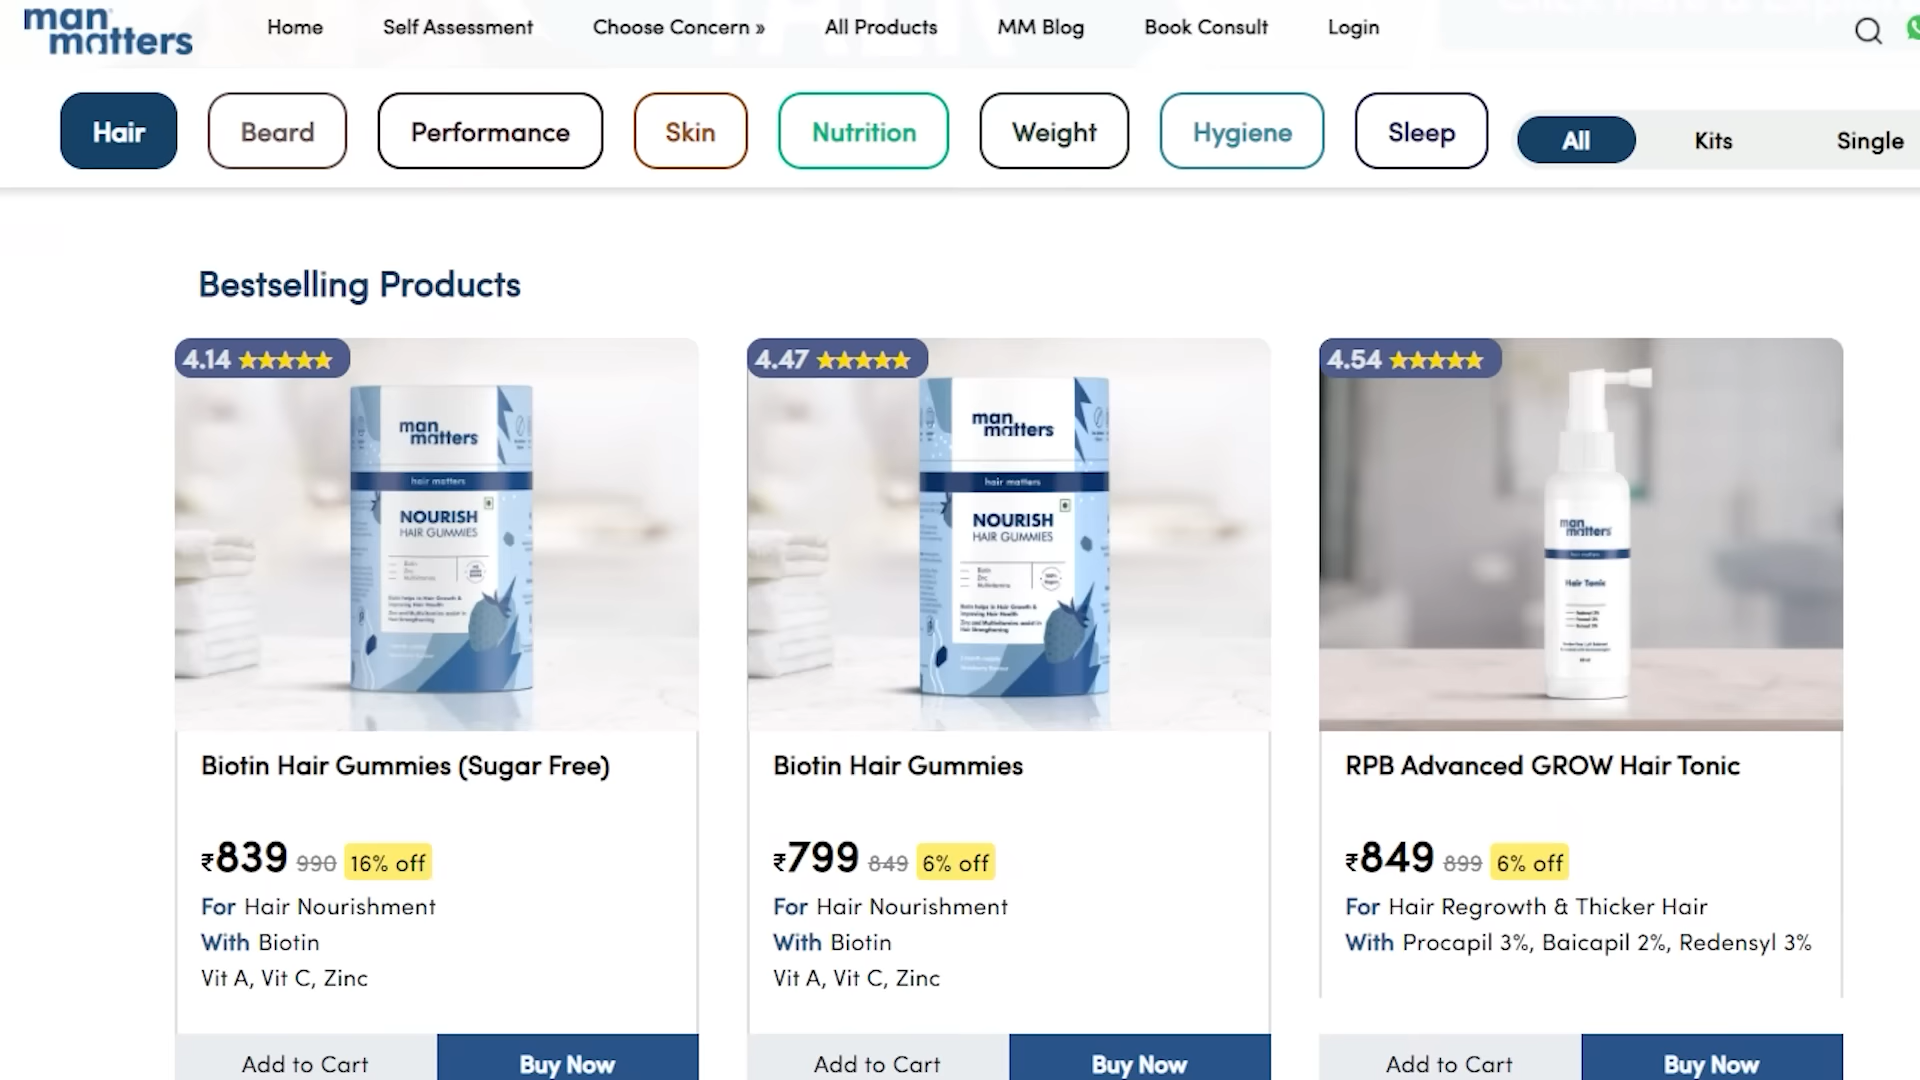 man
matters
Home
Self Assessment
Choose Concern »
All Products
MM Blog
Book Consult
Login
Hair
Beard
Performance
Skin
Nutrition
Weight
Hygiene
Sleep
All
Kits
Single
Bestselling Products
4.14
man
matters
hair matters
NOURISH
HAIR GUMMIES
Biotin Hair Gummies (Sugar Free)
₹839 990 16% off
For Hair Nourishment
With Biotin
Vit A, Vit C, Zinc
Add to Cart
Buy Now
4.47
man
matters
hair matters
NOURISH
HAIR GUMMIES
Biotin
Zinc
Multivitamins
Biotin Hair Gummies
₹799 849 6% off
For Hair Nourishment
With Biotin
Vit A, Vit C, Zinc
Add to Cart
Buy Now
4.54
man
matters
Hair Tonic
RPB Advanced GROW Hair Tonic
₹849 899 6% off
For Hair Regrowth & Thicker Hair
With Procapil 3%, Baicapil 2%, Redensyl 3%
Add to Cart
Buy Now